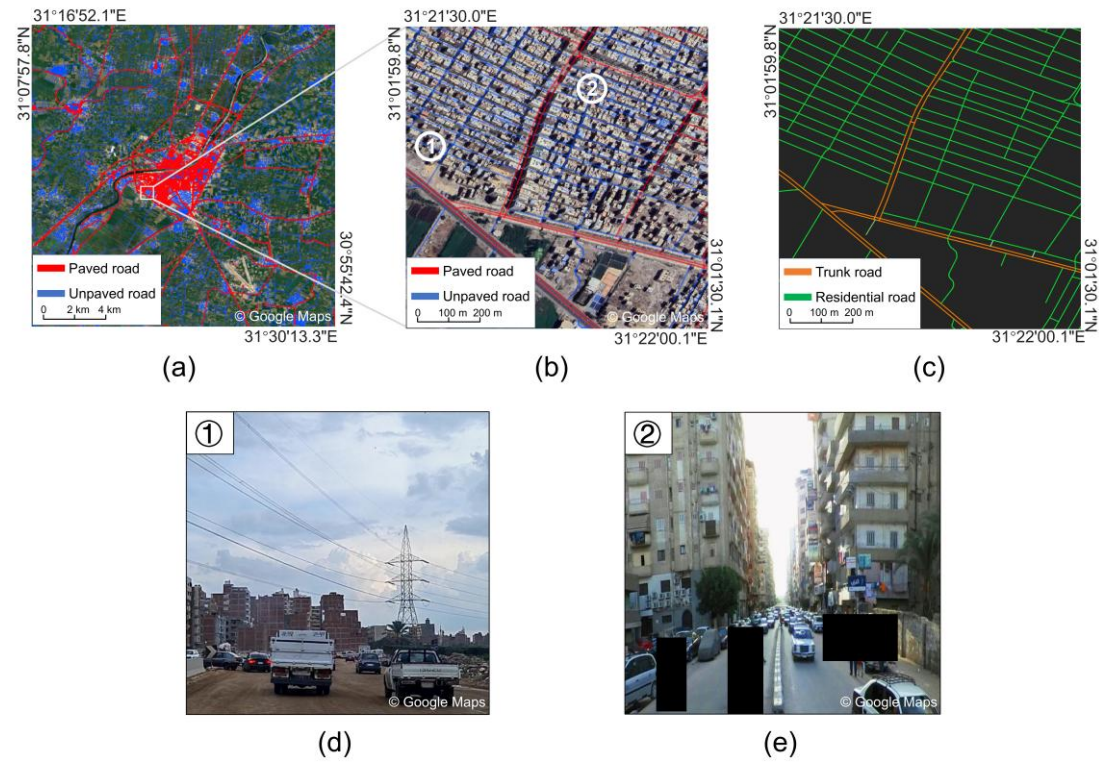 31°16'52.1"E
31°07'57.8"N
Paved road
Unpaved road
0 2 km 4 km
© Google Maps
30°55'42.4"N
31°30'13.3"E
(a)
31°21'30.0"E
31°01'59.8"N
1
2
Paved road
Unpaved road
0 100 m 200 m
© Google Maps
31°01'30.1"N
31°22'00.1"E
(b)
31°21'30.0"E
31°01'59.8"N
Trunk road
Residential road
0 100 m 200 m
31°01'30.1"N
31°22'00.1"E
(c)
①
© Google Maps
(d)
②
© Google Maps
(e)